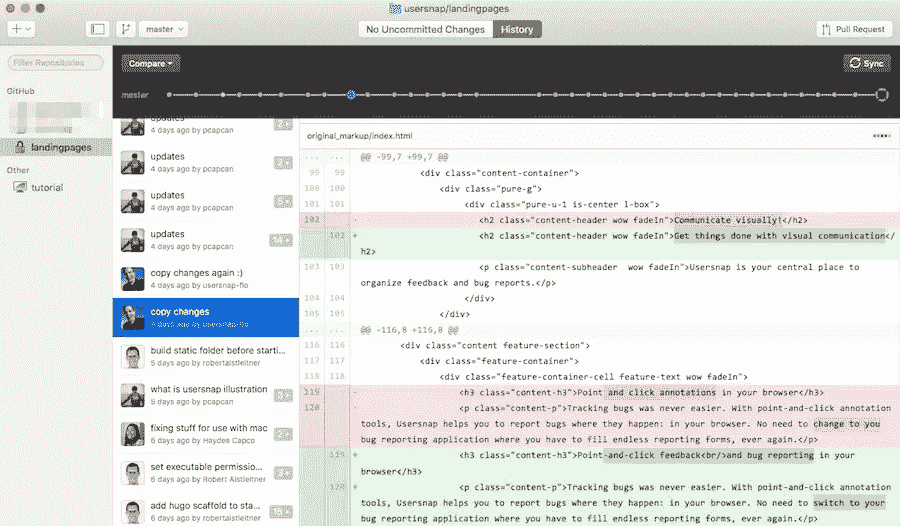 usersnap/landingpages
master
No Uncommitted Changes
History
Pull Request
Filter Repositories
GitHub
landingpages
Other
tutorial
Compare
Sync
master
updates
4 days ago by pcapcan
updates
4 days ago by pcapcan
updates
4 days ago by pcapcan
updates
4 days ago by pcapcan
copy changes again :)
4 days ago by usersnap-flo
copy changes
4 days ago by usersnap-flo
build static folder before starti...
5 days ago by robertaistleitner
what is usersnap illustration
5 days ago by pcapcan
fixing stuff for use with mac
6 days ago by Haydee Capco
set executable permissio...
6 days ago by Robert Aistleitner
add hugo scaffold to sta...
6 days ago by robertaistleitner
original_markup/index.html
... ... @@ -99,7 +99,7 @@
99 99 <div class="content-container">
100 100 <div class="pure-g">
101 101 <div class="pure-u-1 is-center l-box">
102 - <h2 class="content-header wow fadeIn">Communicate visually!</h2>
102 + <h2 class="content-header wow fadeIn">Get things done with visual communication</
h2>
103 103 <p class="content-subheader  wow fadeIn">Usersnap is your central place to
organize feedback and bug reports.</p>
104 104 </div>
105 105 </div>
... ... @@ -116,8 +116,8 @@
116 116 <div class="content feature-section">
117 117 <div class="feature-container">
118 118 <div class="feature-container-cell feature-text wow fadeIn">
119 - <h3 class="content-h3">Point and click annotations in your browser</h3>
120 - <p class="content-p">Tracking bugs was never easier. With point-and-click annotation
tools, Usersnap helps you to report bugs where they happen: in your browser. No need to change to you
bug reporting application where you have to fill endless reporting forms, ever again.</p>
119 + <h3 class="content-h3">Point-and-click feedback<br/>and bug reporting in your
browser</h3>
120 + <p class="content-p">Tracking bugs was never easier. With point-and-click annotation
tools, Usersnap helps you to report bugs where they happen: in your browser. No need to switch to your
bug reporting application where you have to fill endless reporting forms, ever again.</p>